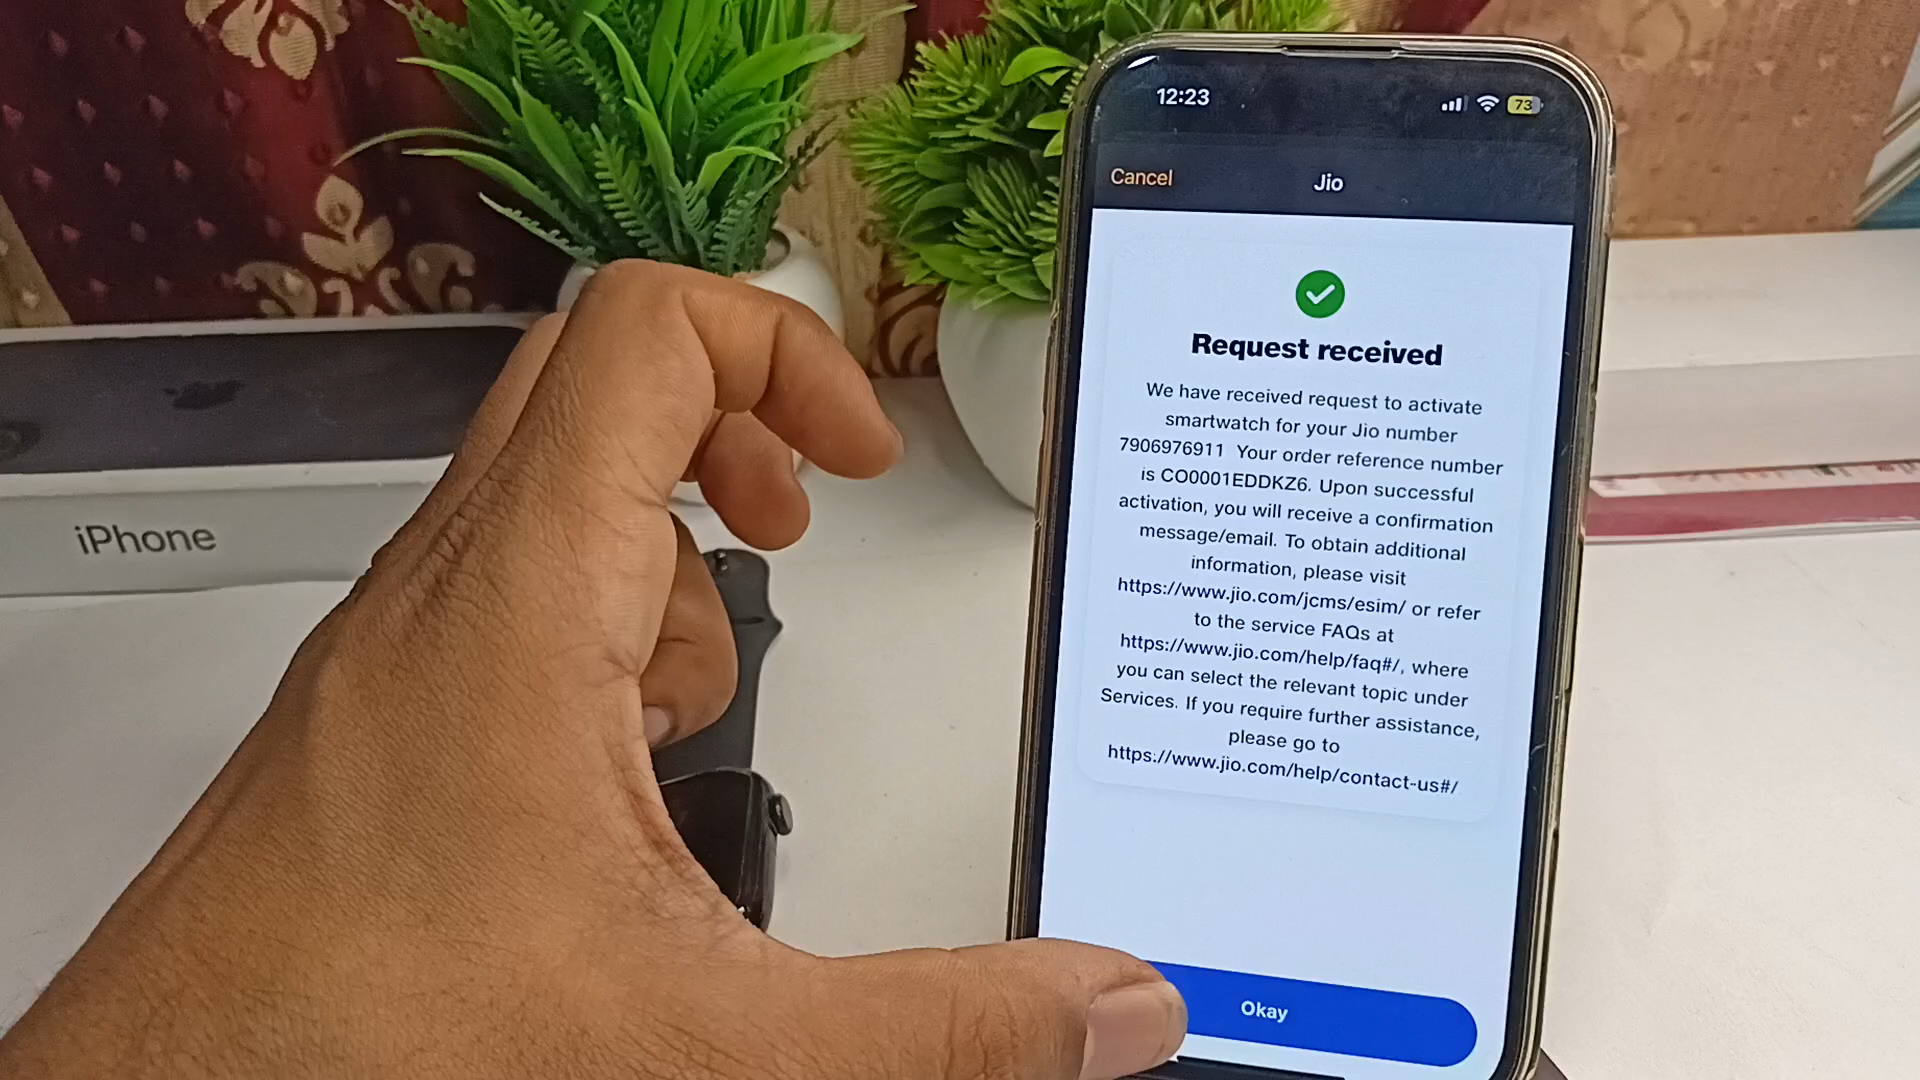 iPhone
12:23
73
Cancel
Jio
Request received
We have received request to activate
smartwatch for your Jio number
7906976911 Your order reference number
is CO0001EDDKZ6. Upon successful
activation, you will receive a confirmation
message/email. To obtain additional
information, please visit
https://www.jio.com/jcms/esim/ or refer
to the service FAQs at
https://www.jio.com/help/faq#/, where
you can select the relevant topic under
Services. If you require further assistance,
please go to
https://www.jio.com/help/contact-us#/
Okay